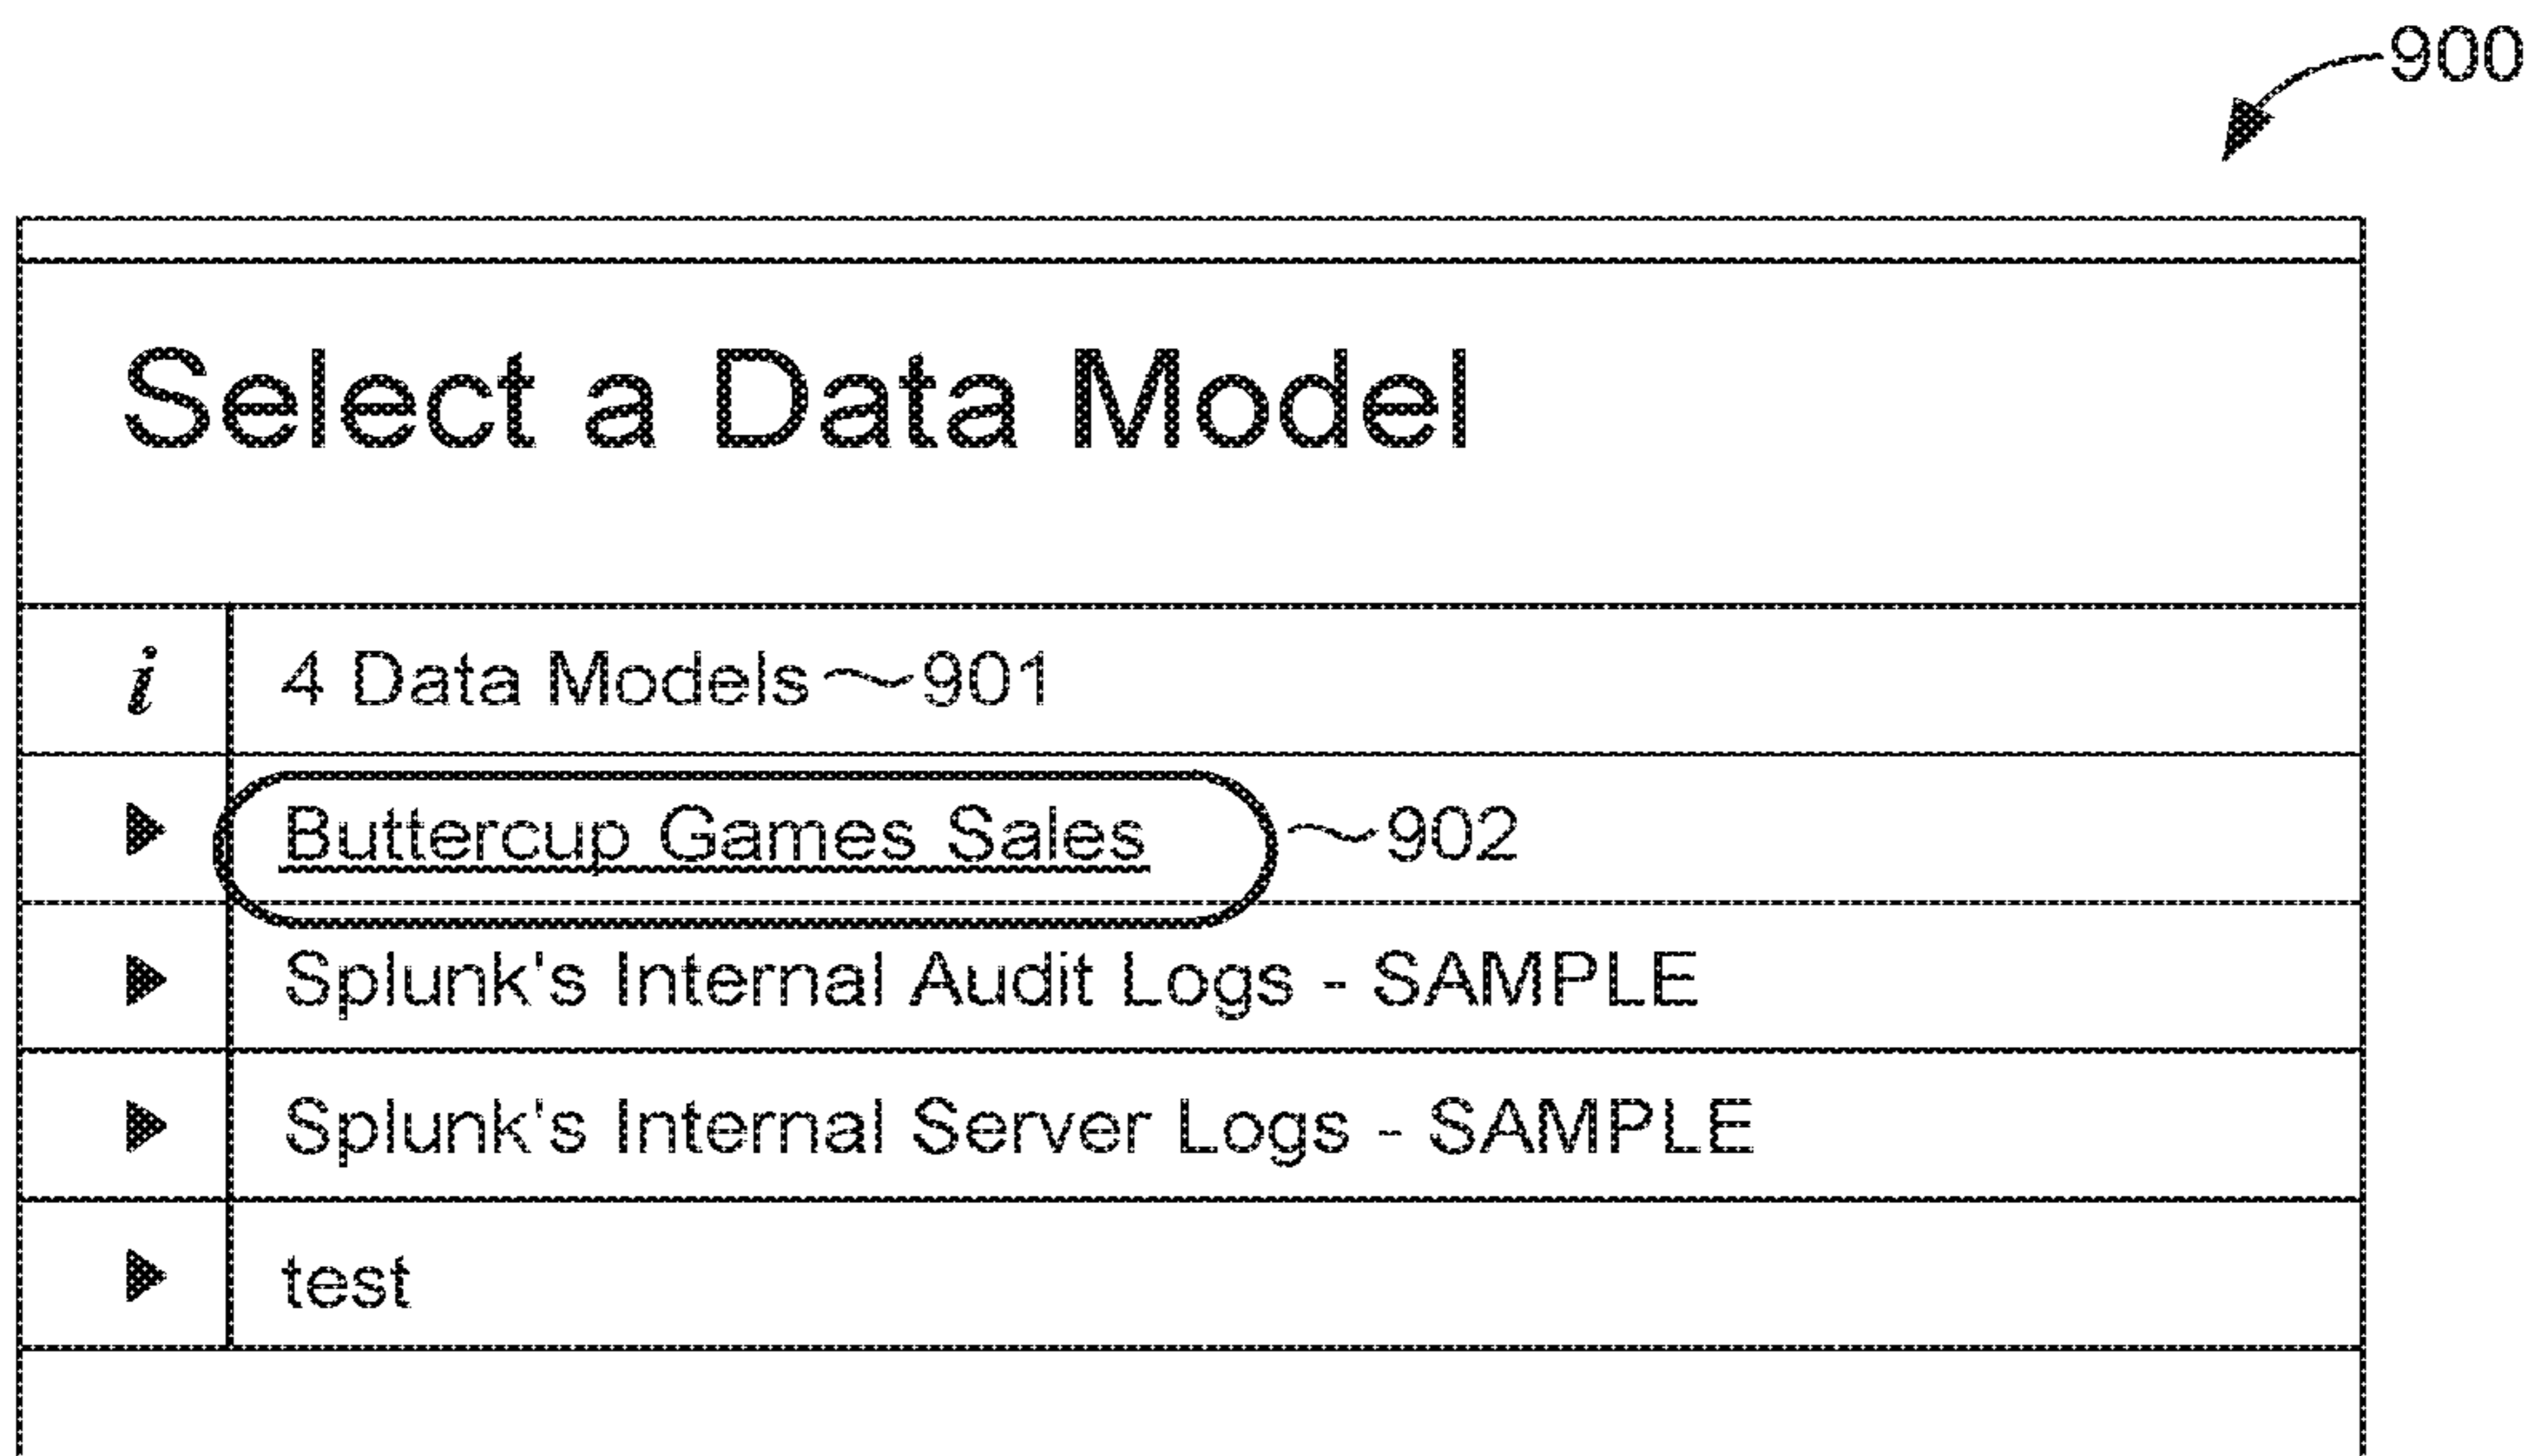 900
Select a Data Model
i
4 Data Models 901
Buttercup Games Sales 902
Splunk's Internal Audit Logs - SAMPLE
Splunk's Internal Server Logs - SAMPLE
test